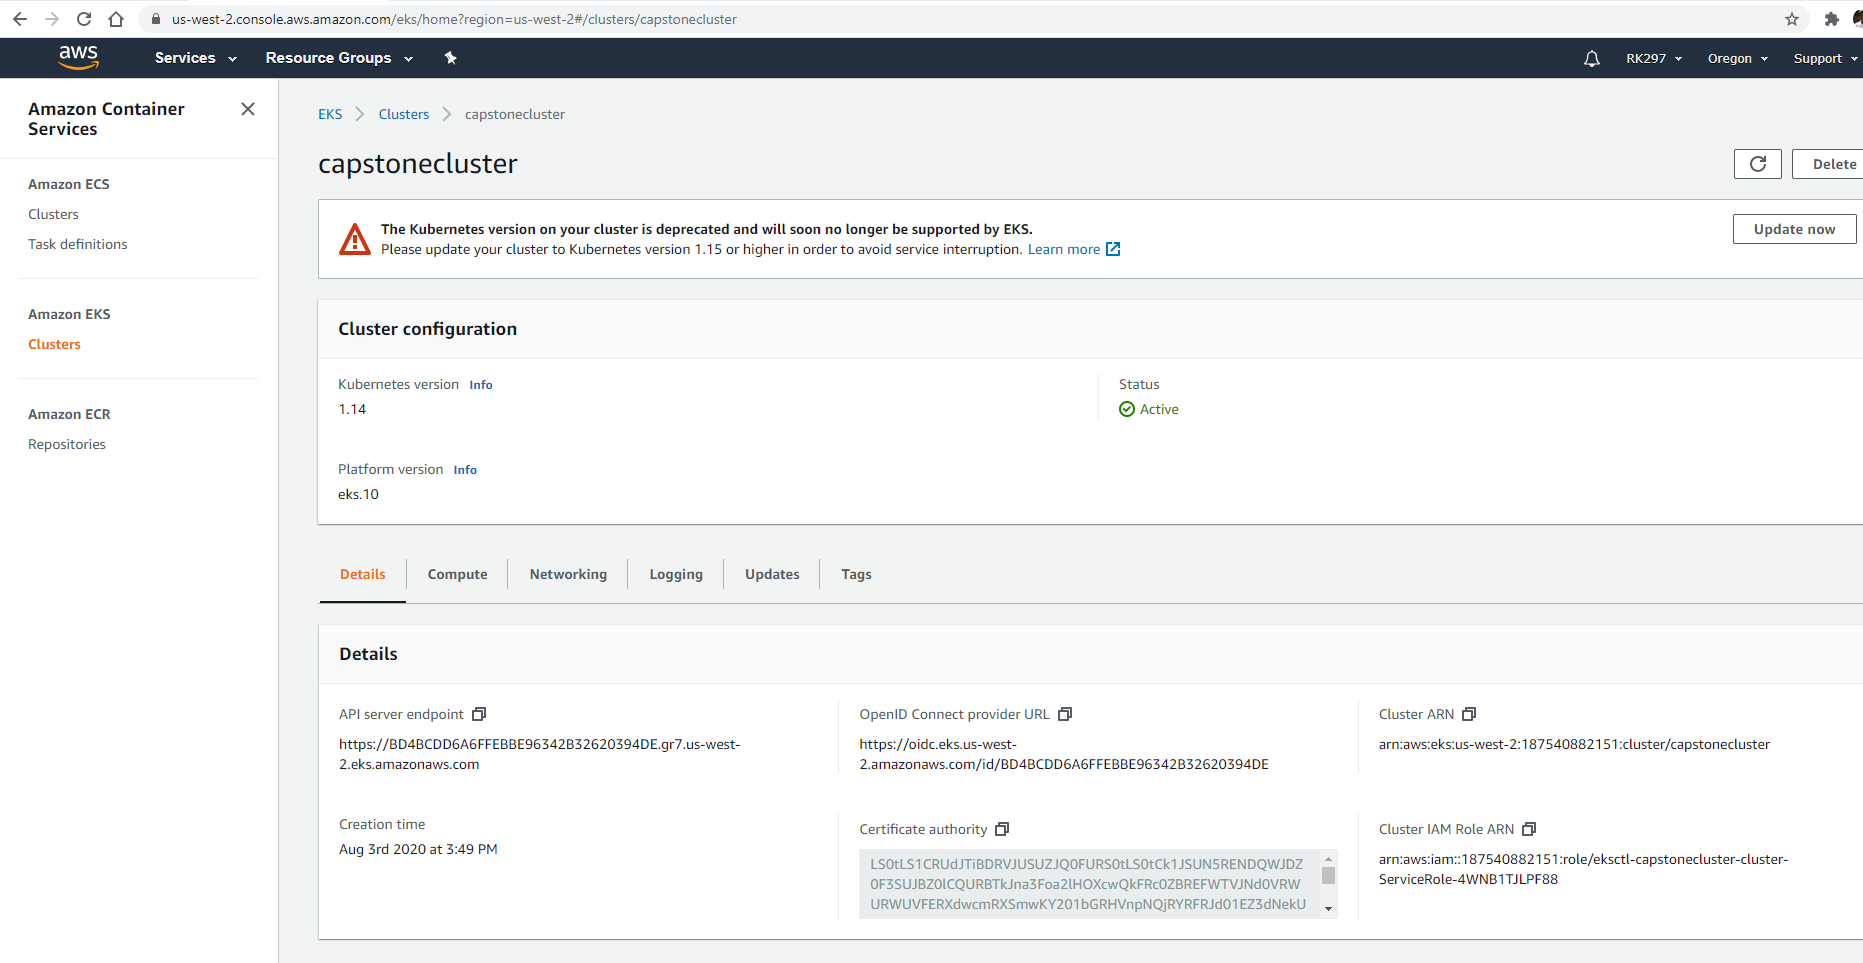 us-west-2.console.aws.amazon.com/eks/home?region=us-west-2#/clusters/capstonecluster
aws Services Resource Groups RK297 Oregon Support
Amazon Container
Services
Amazon ECS
Clusters
Task definitions
Amazon EKS
Clusters
Amazon ECR
Repositories
EKS Clusters capstonecluster
capstonecluster
Delete
The Kubernetes version on your cluster is deprecated and will soon no longer be supported by EKS.
Please update your cluster to Kubernetes version 1.15 or higher in order to avoid service interruption. Learn more
Update now
Cluster configuration
Kubernetes version Info
1.14
Status
Active
Platform version Info
eks.10
Details Compute Networking Logging Updates Tags
Details
API server endpoint
https://BD4BCDD6A6FFEBBE96342B32620394DE.gr7.us-west-
2.eks.amazonaws.com
OpenID Connect provider URL
https://oidc.eks.us-west-
2.amazonaws.com/id/BD4BCDD6A6FFEBBE96342B32620394DE
Cluster ARN
arn:aws:eks:us-west-2:187540882151:cluster/capstonecluster
Creation time
Aug 3rd 2020 at 3:49 PM
Certificate authority
LS0tLS1CRUdJTiBDRVJUSUZJQ0FURS0tLS0tCk1JSUN5RENDQWJDZ
0F3SUJBZ0lCQURBTkJna3Foa2lHOXcwQkFRc0ZBREFWTVJNd0VRW
URWUVFERXdwcmRXSmwKY201bGRHVnpNQjRYRFRJd01EZ3dNekU
Cluster IAM Role ARN
arn:aws:iam::187540882151:role/eksctl-capstonecluster-cluster-
ServiceRole-4WNB1TJLPF88